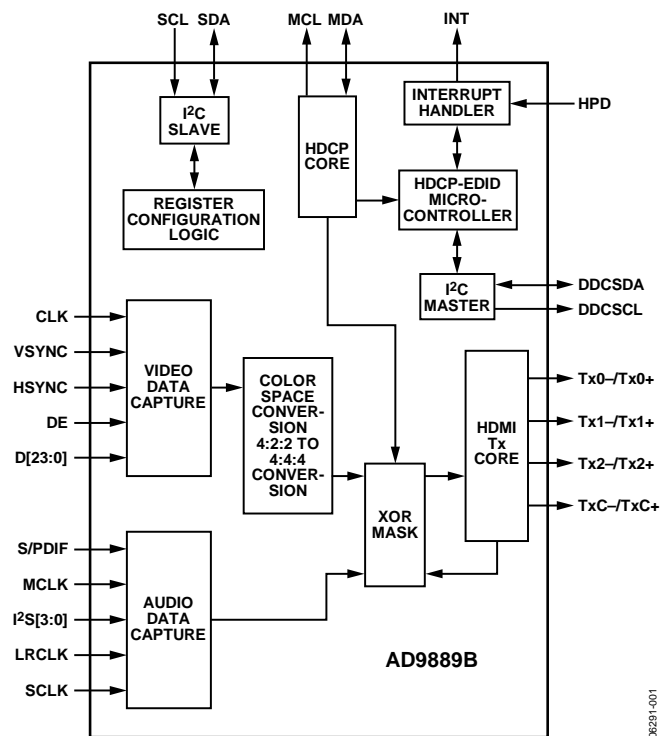 SCL SDA MCL MDA INT
I²C
SLAVE
REGISTER
CONFIGURATION
LOGIC
HDCP
CORE
INTERRUPT
HANDLER
HPD
HDCP-EDID
MICRO-
CONTROLLER
I²C
MASTER
DDCSDA
DDCSCL
CLK
VSYNC
HSYNC
DE
D[23:0]
VIDEO
DATA
CAPTURE
COLOR
SPACE
CONVER-
SION
4:2:2 TO
4:4:4
CONVER-
SION
XOR
MASK
HDMI
Tx
CORE
Tx0–/Tx0+
Tx1–/Tx1+
Tx2–/Tx2+
TxC–/TxC+
S/PDIF
MCLK
I²S[3:0]
LRCLK
SCLK
AUDIO
DATA
CAPTURE
AD9889B
06291-001